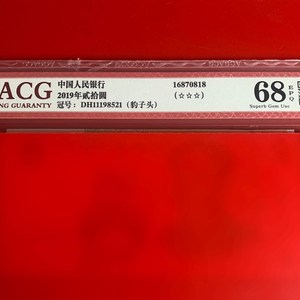 ACG
NG GUARANTY
中国人民银行
2019年贰拾圆
冠号：DH11198521（豹子头）
16870818
(☆☆☆)
68
EPQ
Superb Gem Unc